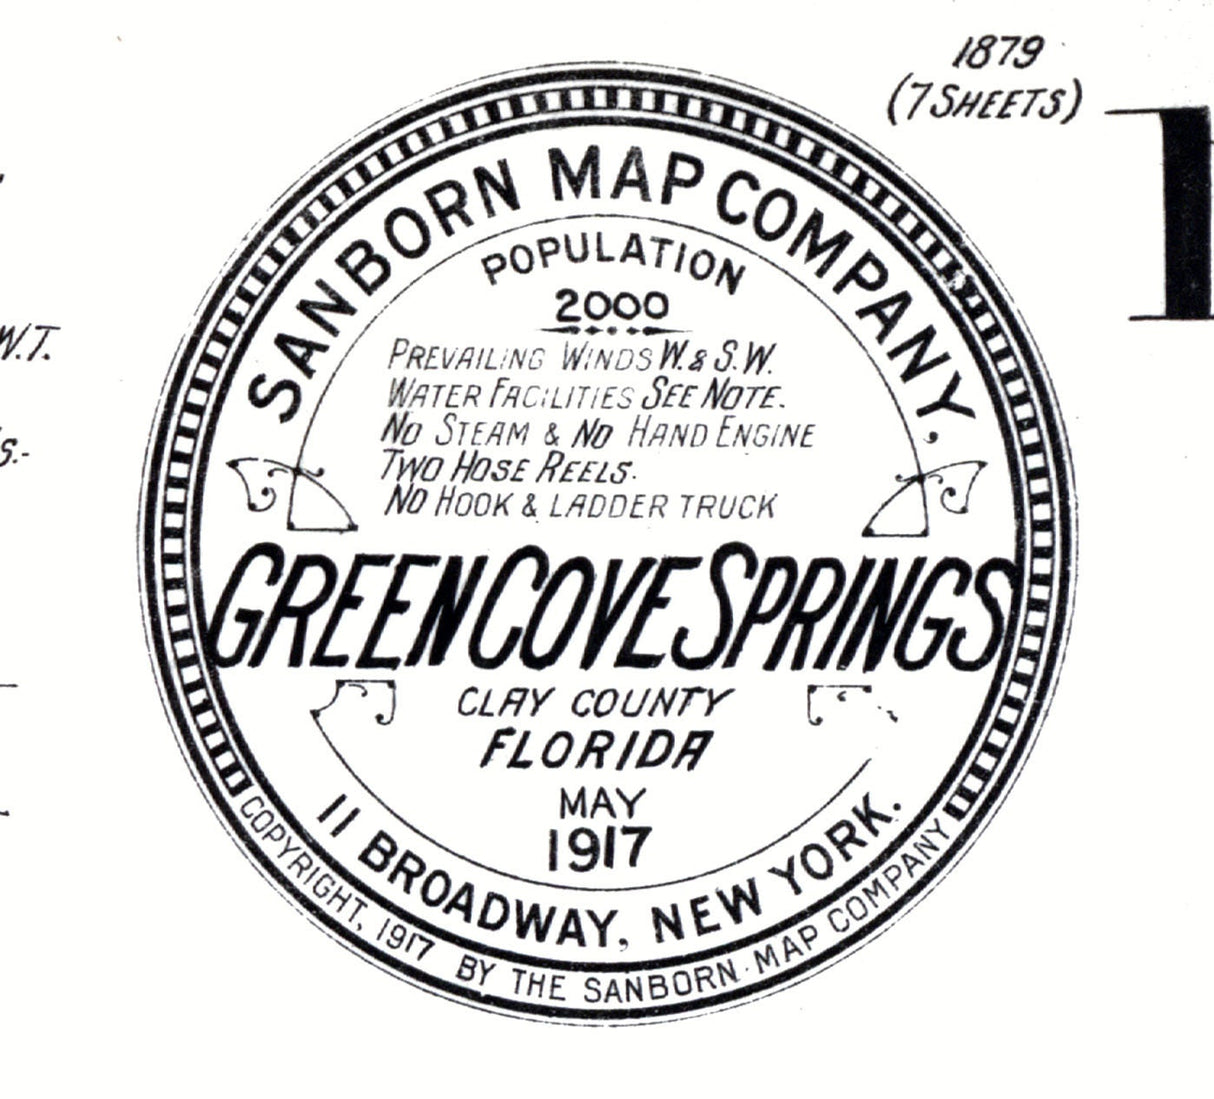 1879
(7 SHEETS)
W.T.
S.-
SANBORN MAP COMPANY,
POPULATION
2000
PREVAILING WINDS W. & S.W.
WATER FACILITIES SEE NOTE.
NO STEAM & NO HAND ENGINE
TWO HOSE REELS.
NO HOOK & LADDER TRUCK
GREEN COVE SPRINGS
CLAY COUNTY
FLORIDA
MAY
1917
11 BROADWAY, NEW YORK.
COPYRIGHT, 1917 BY THE SANBORN MAP COMPANY